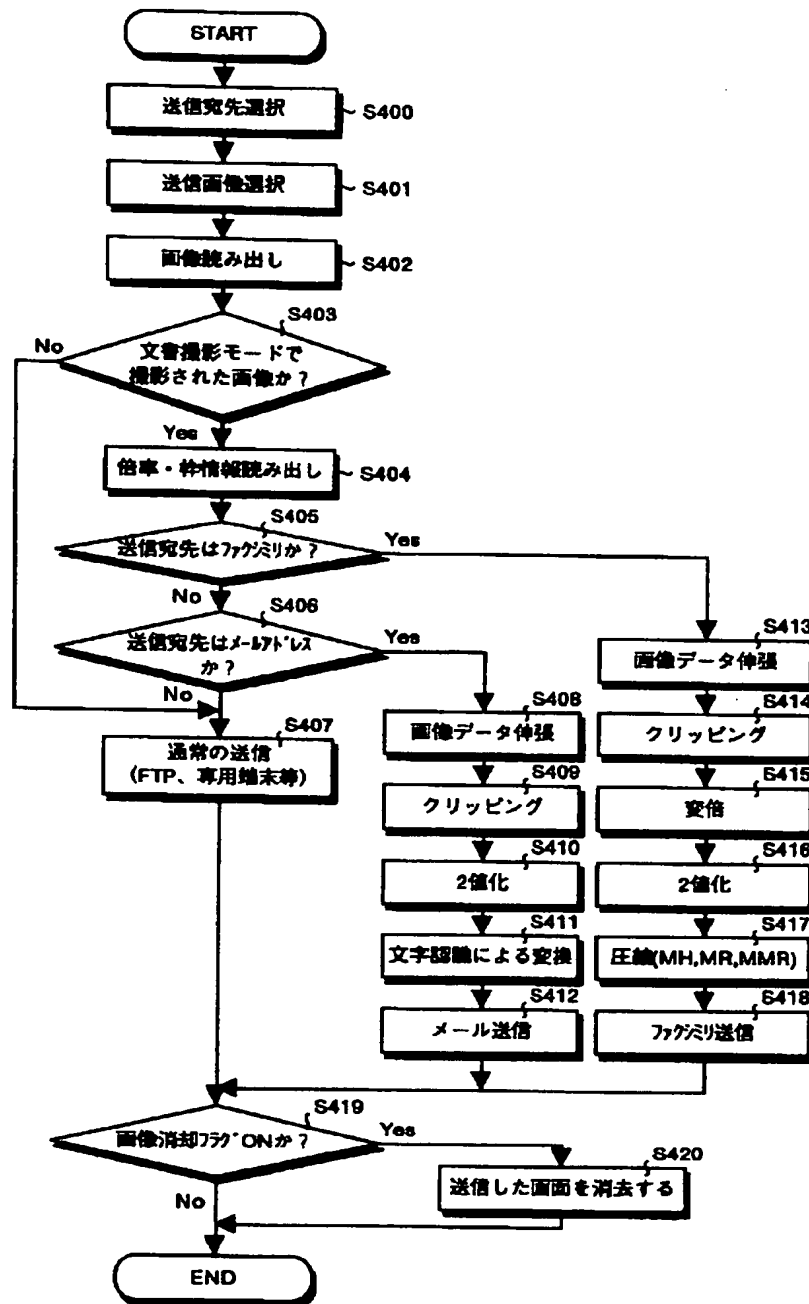 START
送信宛先選択
S400
送信画像選択
S401
画像読み出し
S402
S403
No
文書撮影モードで
撮影された画像か？
Yes
倍率・枠情報読み出し
S404
S405
送信宛先はファクシミリか？
Yes
No
S406
送信宛先はメールアドレス
か？
Yes
No
S407
通常の送信
(FTP、専用端末等)
S408
画像データ伸張
S409
クリッピング
S410
2値化
S411
文字認識による変換
S412
メール送信
S413
画像データ伸張
S414
クリッピング
S415
変倍
S416
2値化
S417
圧縮(MH,MR,MMR)
S418
ファクシミリ送信
S419
画像消却フラグONか？
Yes
No
S420
送信した画面を消去する
END